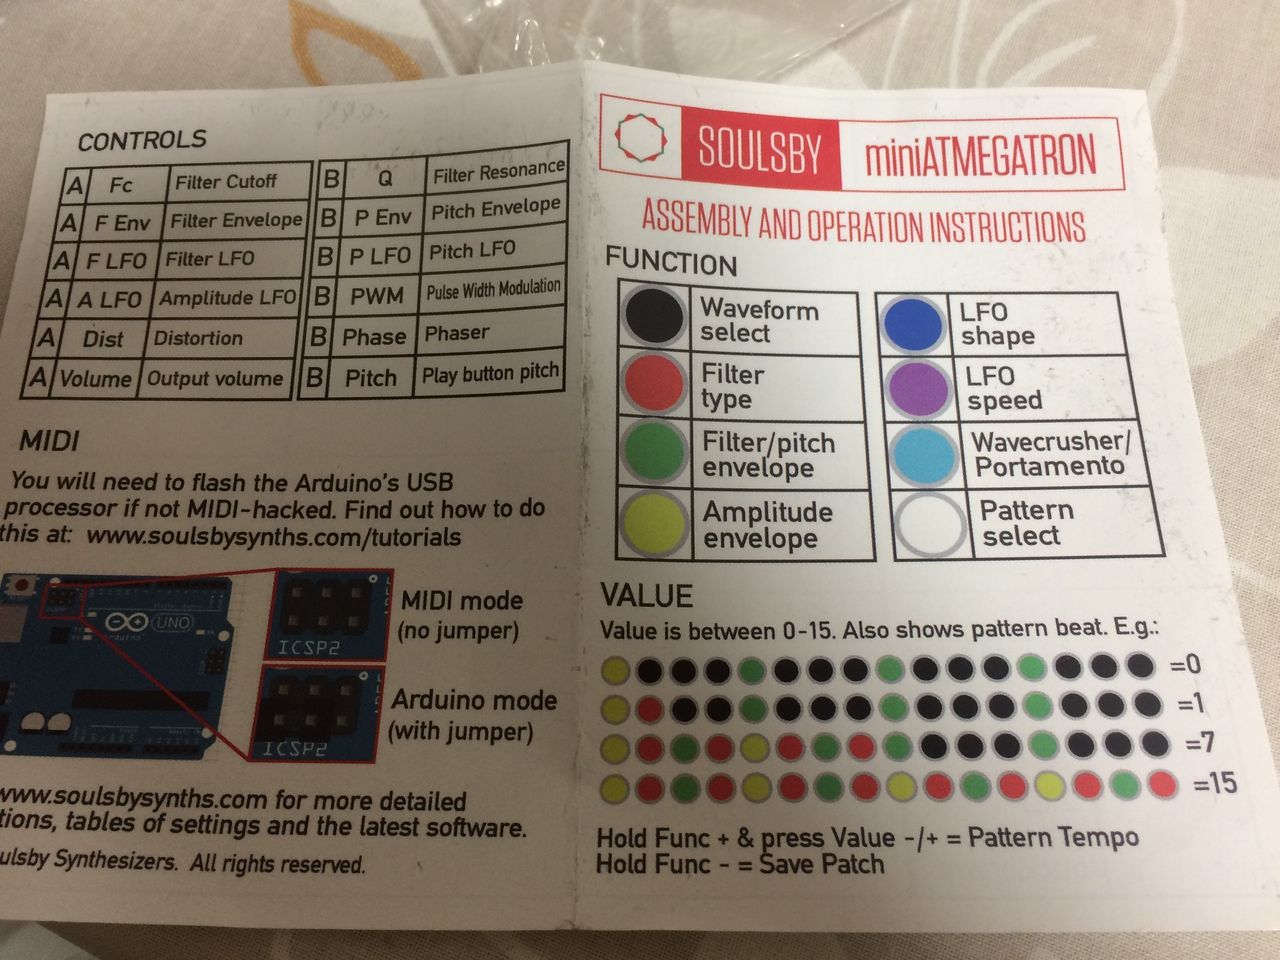 CONTROLS
A Fc Filter Cutoff
A F Env Filter Envelope
A F LFO Filter LFO
A A LFO Amplitude LFO
A Dist Distortion
A Volume Output volume
B Q Filter Resonance
B P Env Pitch Envelope
B P LFO Pitch LFO
B PWM Pulse Width Modulation
B Phase Phaser
B Pitch Play button pitch
MIDI
You will need to flash the Arduino's USB
processor if not MIDI-hacked. Find out how to do
this at: www.soulsbysynths.com/tutorials
UNO
Arduino
ICSP2
MIDI mode
(no jumper)
ICSP2
Arduino mode
(with jumper)
www.soulsbysynths.com for more detailed
tions, tables of settings and the latest software.
oulsby Synthesizers. All rights reserved.
SOULSBY miniATMEGATRON
ASSEMBLY AND OPERATION INSTRUCTIONS
FUNCTION
Waveform
select
Filter
type
Filter/pitch
envelope
Amplitude
envelope
LFO
shape
LFO
speed
Wavecrusher/
Portamento
Pattern
select
VALUE
Value is between 0-15. Also shows pattern beat. E.g.:
=0
=1
=7
=15
Hold Func + & press Value -/+ = Pattern Tempo
Hold Func - = Save Patch